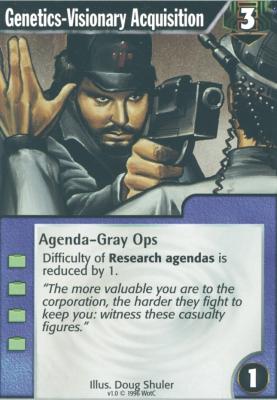 Genetics-Visionary Acquisition
3
Agenda–Gray Ops
Difficulty of Research agendas is
reduced by 1.
“The more valuable you are to the
corporation, the harder they fight to
keep you: witness these casualty
figures.”
Illus. Doug Shuler
v1.0 © 1996 WotC
1